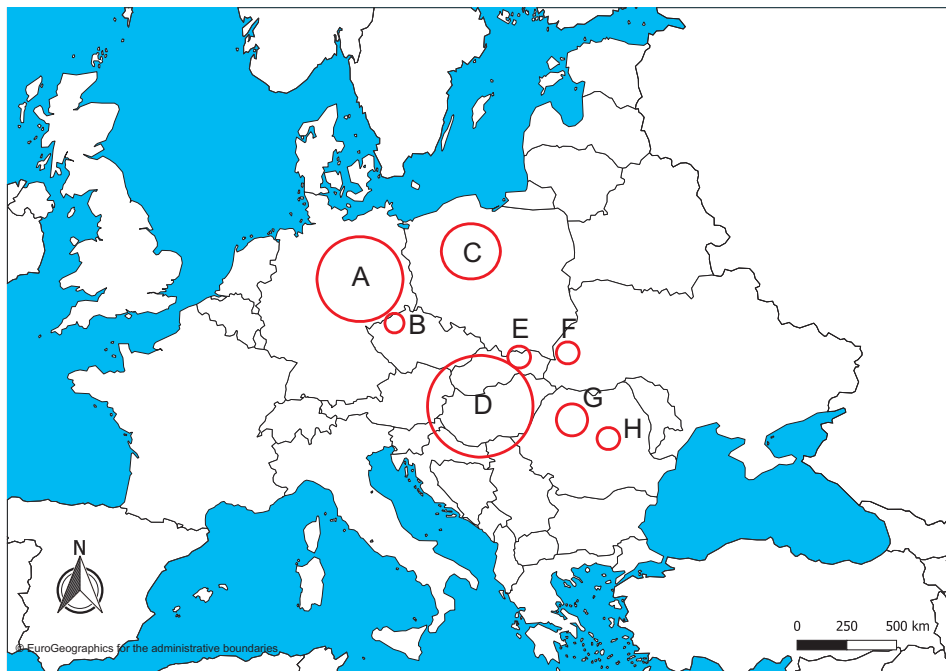 C
A
B
E
F
D
G
H
N
0 250 500 km
© EuroGeographics for the administrative boundaries